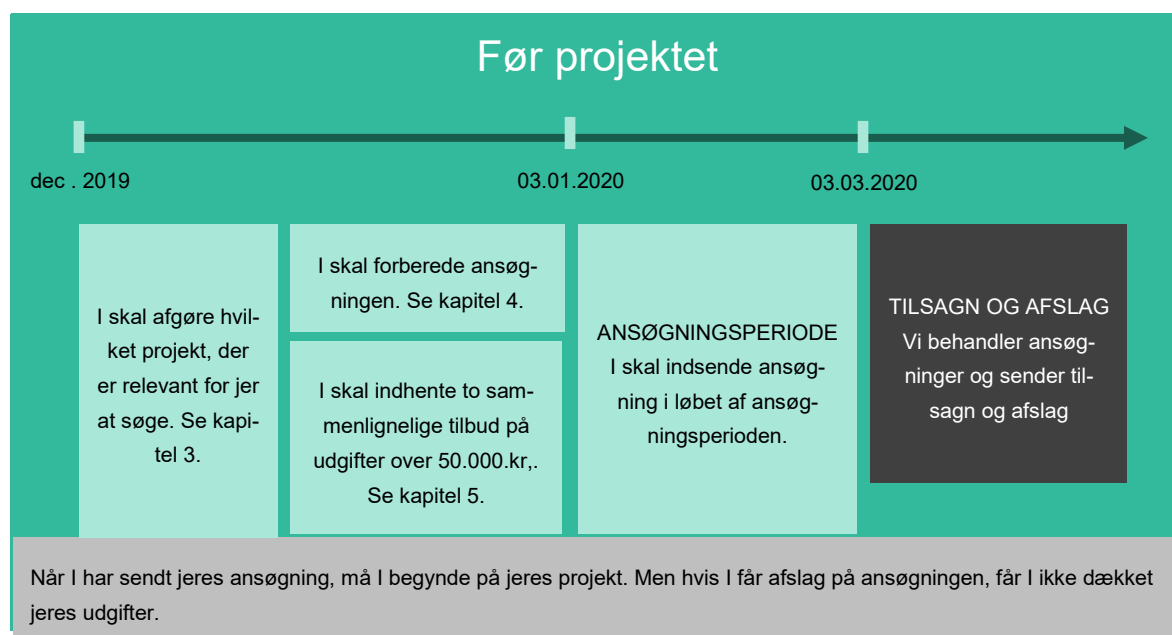 Før projektet
dec . 2019
03.01.2020
03.03.2020
I skal afgøre hvil-
ket projekt, der
er relevant for jer
at søge. Se kapi-
tel 3.
I skal forberede ansøg-
ningen. Se kapitel 4.
I skal indhente to sam-
menlignelige tilbud på
udgifter over 50.000.kr,.
Se kapitel 5.
ANSØGNINGSPERIODE
I skal indsende ansøg-
ning i løbet af ansøg-
ningsperioden.
TILSAGN OG AFSLAG
Vi behandler ansøg-
ninger og sender til-
sagn og afslag
Når I har sendt jeres ansøgning, må I begynde på jeres projekt. Men hvis I får afslag på ansøgningen, får I ikke dækket
jeres udgifter.